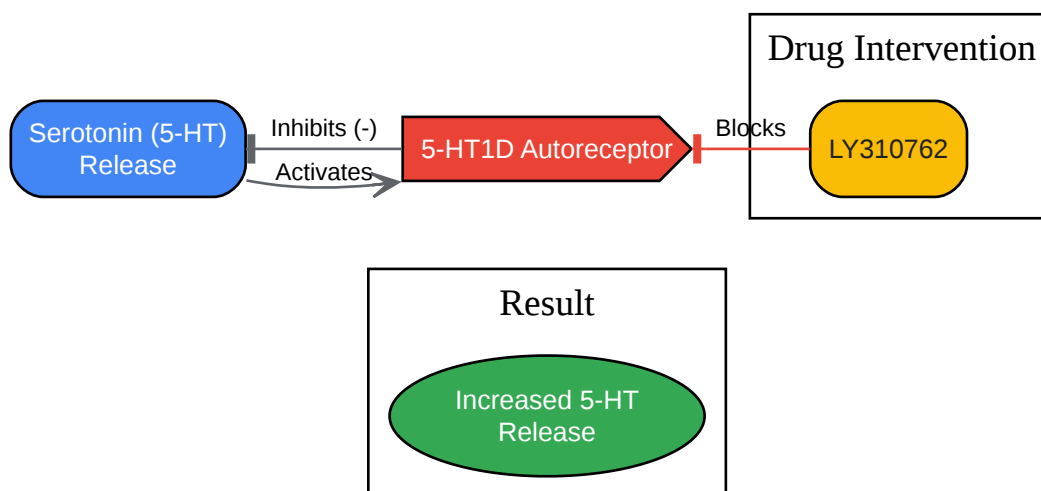 Drug Intervention
Serotonin (5-HT)
Release
Inhibits (-)
Activates
5-HT1D Autoreceptor
Blocks
LY310762
Result
Increased 5-HT
Release